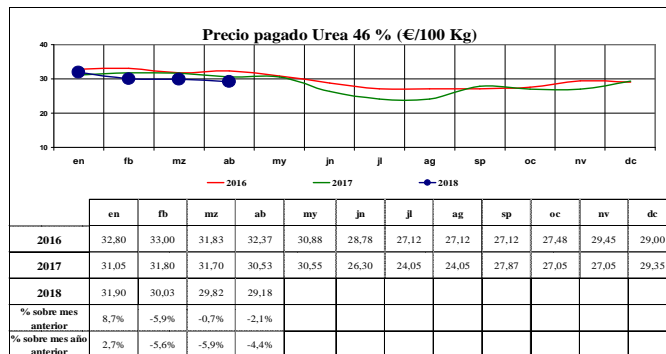 Precio pagado Urea 46 % (€/100 Kg)
40
30
20
10
en fb mz ab my jn jl ag sp oc nv dc
2016 2017 2018
en fb mz ab my jn jl ag sp oc nv dc
2016 32,80 33,00 31,83 32,37 30,88 28,78 27,12 27,12 27,12 27,48 29,45 29,00
2017 31,05 31,80 31,70 30,53 30,55 26,30 24,05 24,05 27,87 27,05 27,05 29,35
2018 31,90 30,03 29,82 29,18
% sobre mes
anterior 8,7% -5,9% -0,7% -2,1%
% sobre mes año
anterior 2,7% -5,6% -5,9% -4,4%